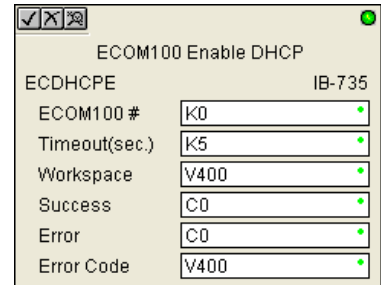 ECOM100 Enable DHCP
ECDHCPE IB-735
ECOM100 # K0
Timeout(sec.) K5
Workspace V400
Success C0
Error C0
Error Code V400